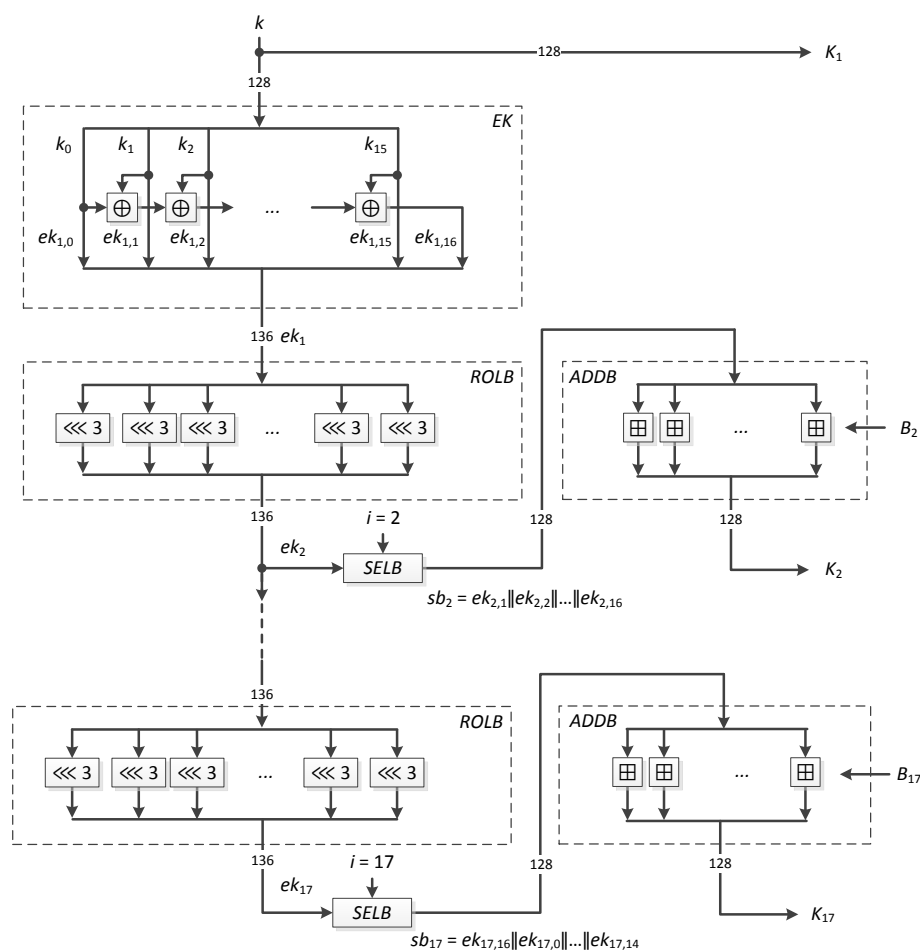 k
128
K1
128
EK
k0 k1 k2 k15
⊕ ⊕ ... ⊕
ek1,0 ek1,1 ek1,2 ek1,15 ek1,16
136 ek1
ROLB
ADDB
⋘ 3 ⋘ 3 ⋘ 3 ... ⋘ 3 ⋘ 3
⊞ ⊞ ... ⊞
B2
136
i = 2
128
128
ek2
SELB
K2
sb2 = ek2,1‖ek2,2‖...‖ek2,16
136
ROLB
ADDB
⋘ 3 ⋘ 3 ⋘ 3 ... ⋘ 3 ⋘ 3
⊞ ⊞ ... ⊞
B17
136
i = 17
128
128
ek17
SELB
K17
sb17 = ek17,16‖ek17,0‖...‖ek17,14